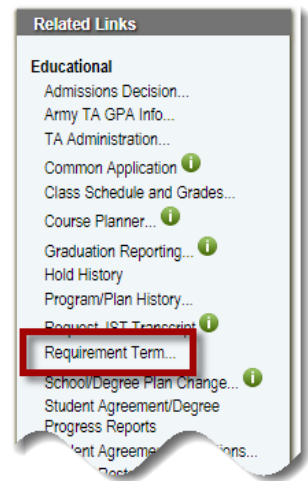 Related Links
Educational
Admissions Decision...
Army TA GPA Info...
TA Administration...
Common Application i
Class Schedule and Grades...
Course Planner... i
Graduation Reporting... i
Hold History
Program/Plan History...
Request JST Transcript i
Requirement Term...
School/Degree Plan Change... i
Student Agreement/Degree
Progress Reports